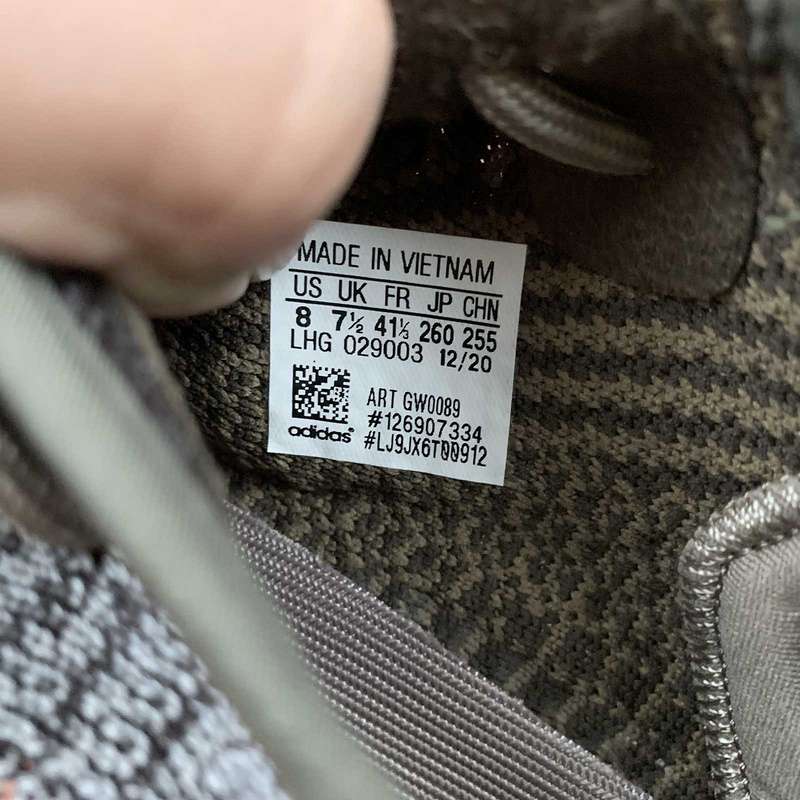 MADE IN VIETNAM
US UK FR JP CHN
8 7½ 41⅓ 260 255
LHG 029003 12/20
ART GW0089
#126907334
adidas
#LJ9JX6T00912